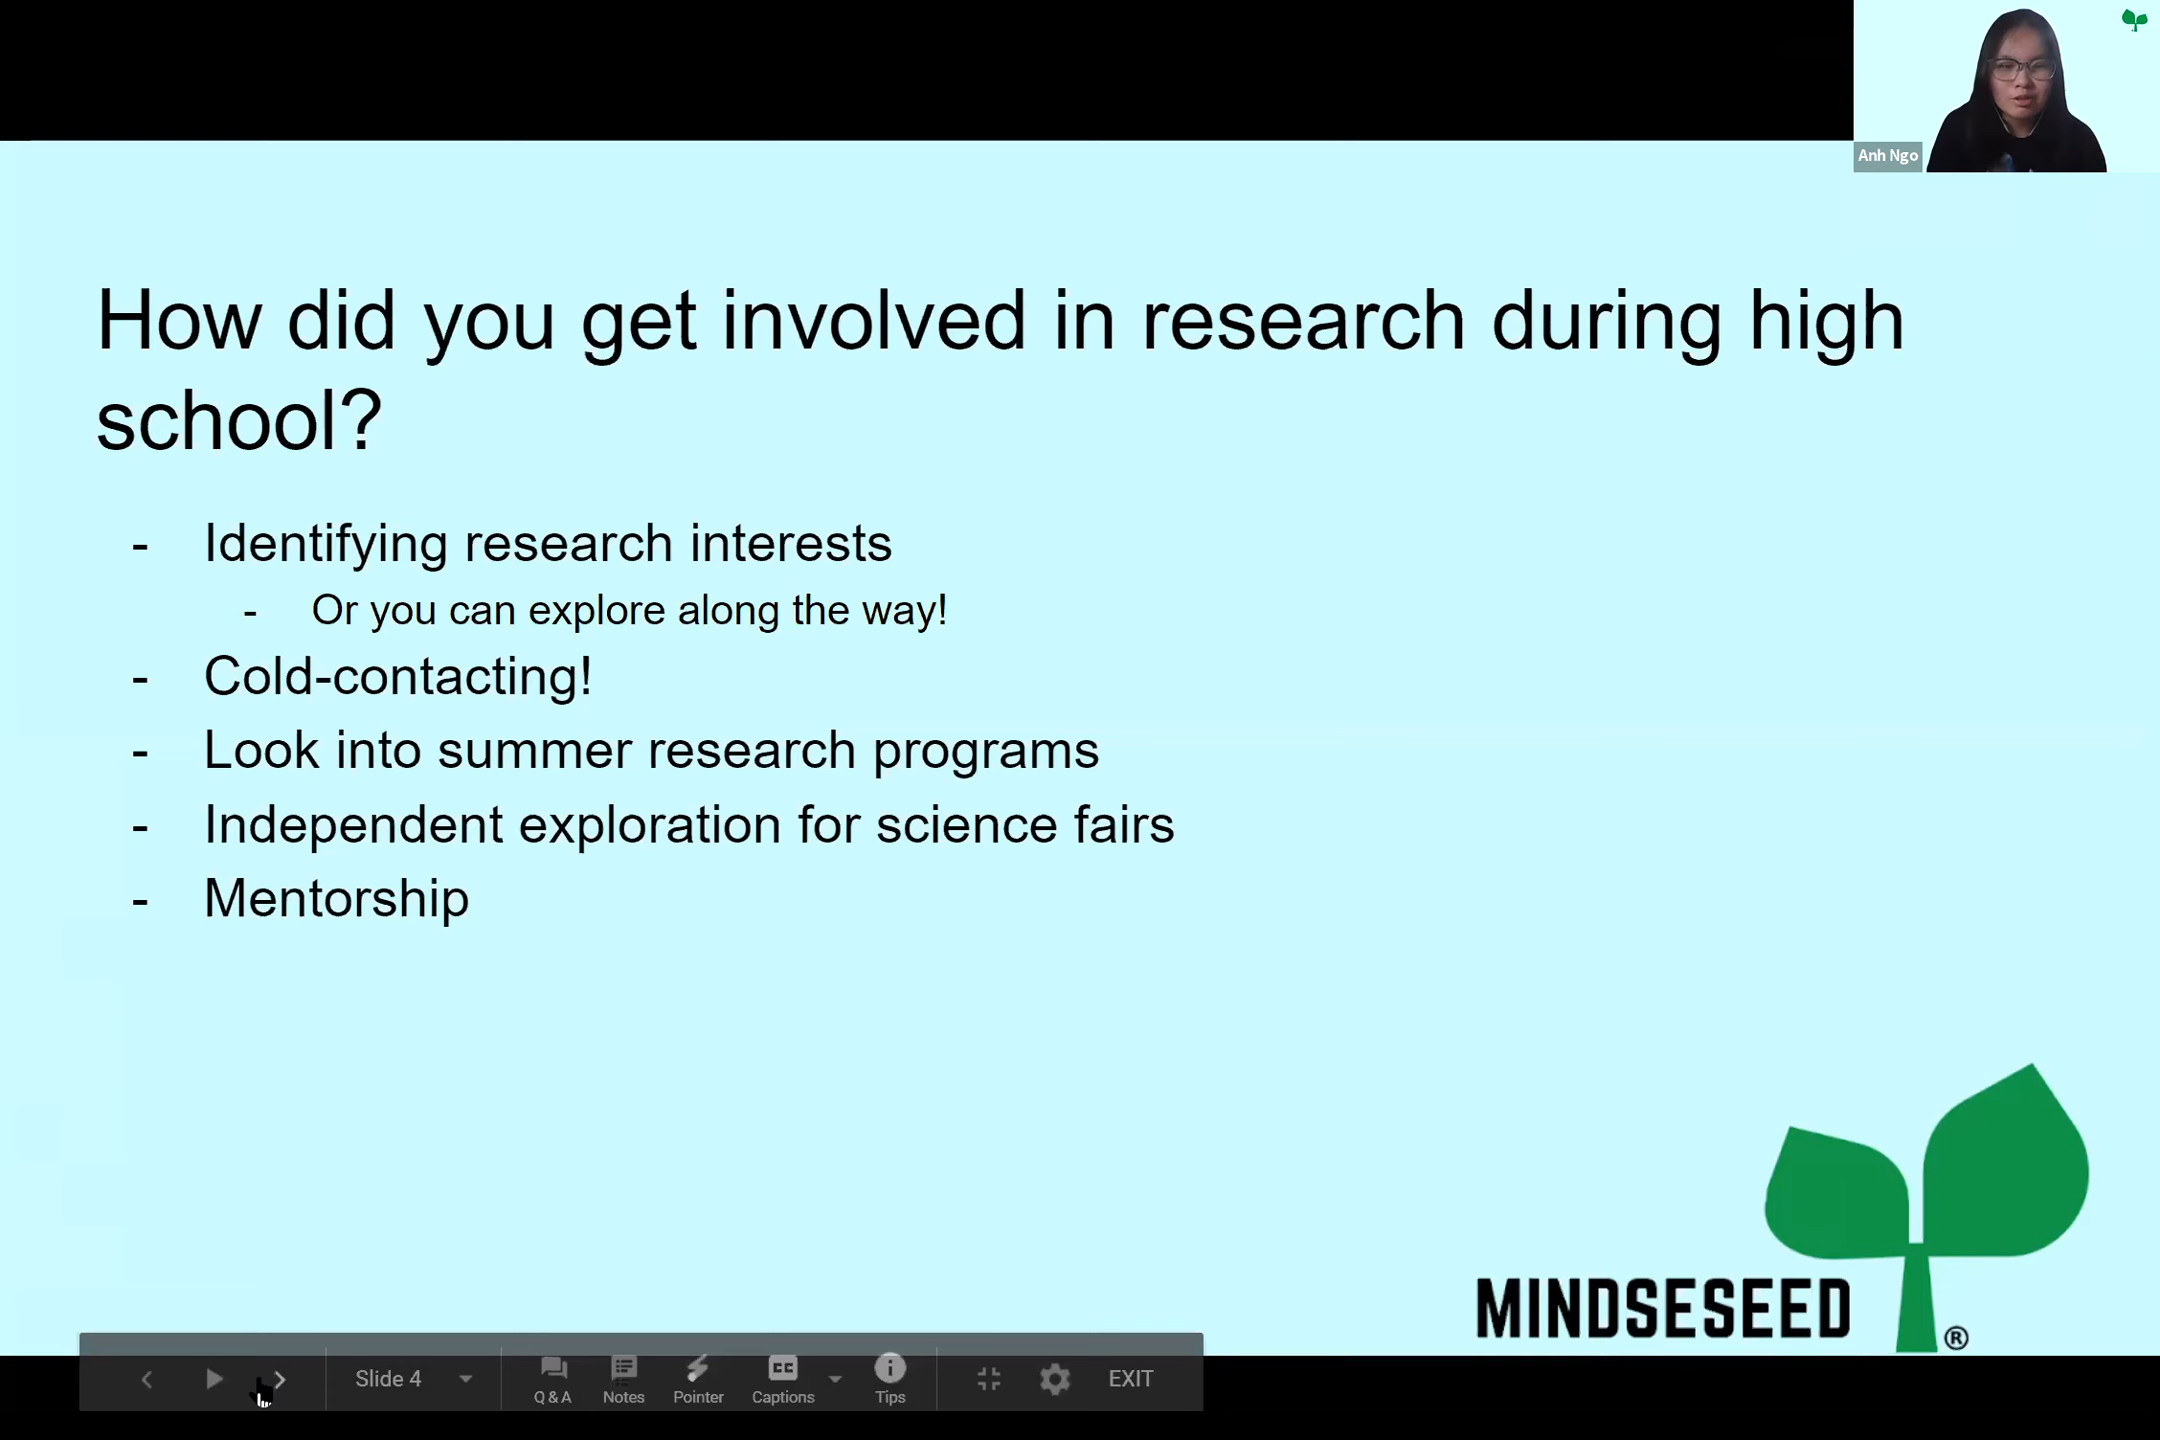 Anh Ngo
How did you get involved in research during high
school?
- Identifying research interests
- Or you can explore along the way!
- Cold-contacting!
- Look into summer research programs
- Independent exploration for science fairs
- Mentorship
MINDSESEED
®
Slide 4
Q & A
Notes
Pointer
CC
Captions
Tips
EXIT